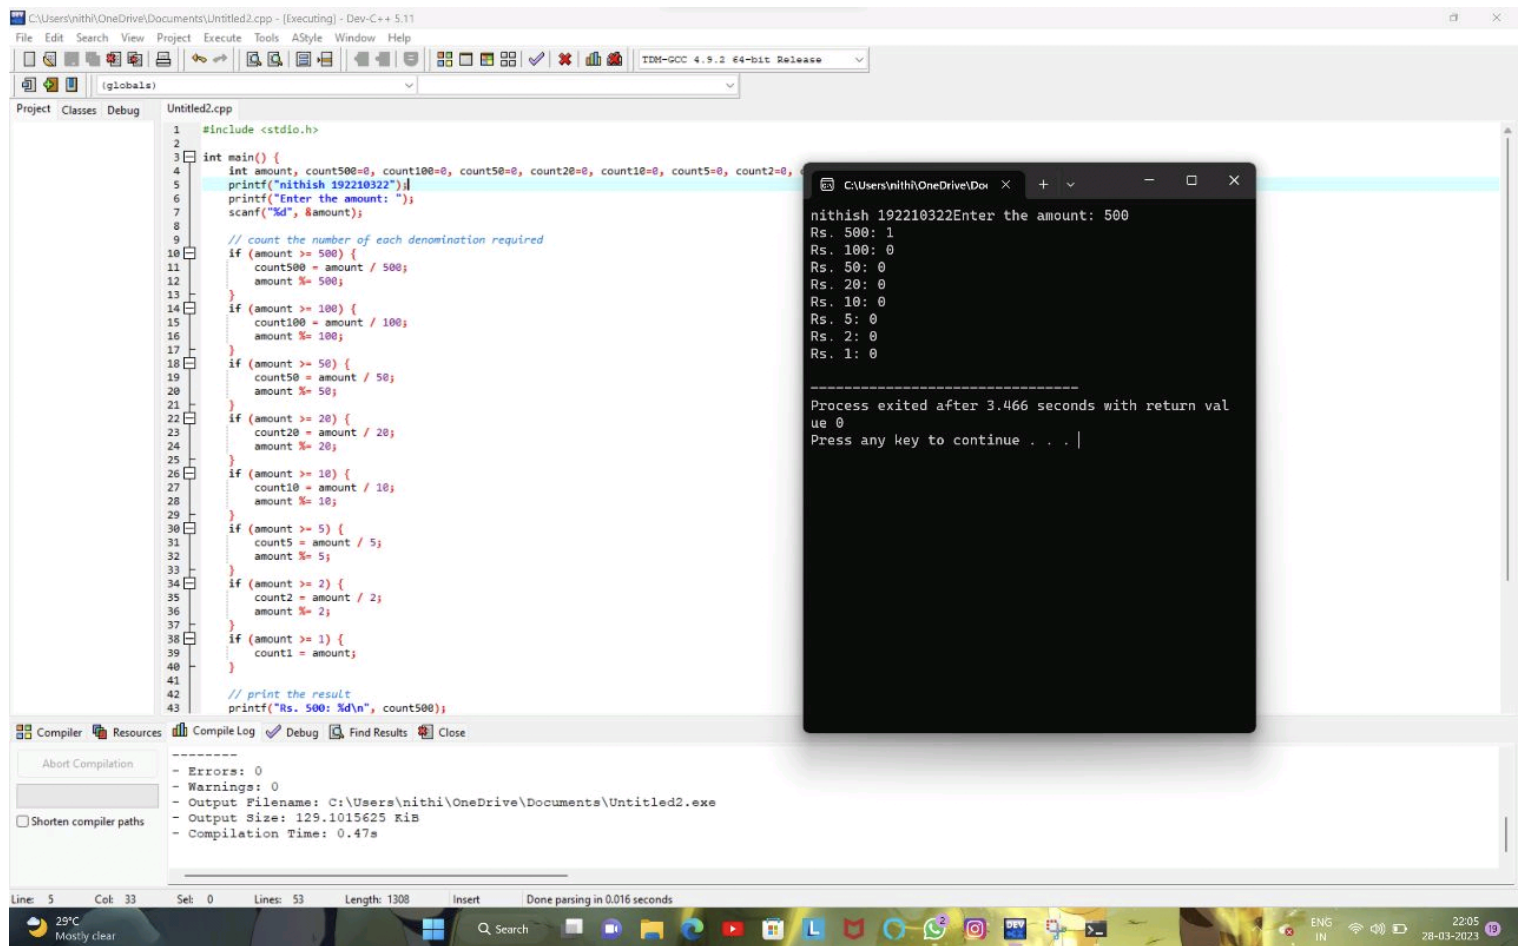 C:\Users\nithi\OneDrive\Documents\Untitled2.cpp - [Executing] - Dev-C++ 5.11
File Edit Search View Project Execute Tools AStyle Window Help
TDM-GCC 4.9.2 64-bit Release
(globals)
Project Classes Debug Untitled2.cpp
1 #include <stdio.h>
2
3 int main() {
4 int amount, count500=0, count100=0, count50=0, count20=0, count10=0, count5=0, count2=0,
5 printf("nithish 192210322");
6 printf("Enter the amount: ");
7 scanf("%d", &amount);
8
9 // count the number of each denomination required
10 if (amount >= 500) {
11 count500 = amount / 500;
12 amount %= 500;
13 }
14 if (amount >= 100) {
15 count100 = amount / 100;
16 amount %= 100;
17 }
18 if (amount >= 50) {
19 count50 = amount / 50;
20 amount %= 50;
21 }
22 if (amount >= 20) {
23 count20 = amount / 20;
24 amount %= 20;
25 }
26 if (amount >= 10) {
27 count10 = amount / 10;
28 amount %= 10;
29 }
30 if (amount >= 5) {
31 count5 = amount / 5;
32 amount %= 5;
33 }
34 if (amount >= 2) {
35 count2 = amount / 2;
36 amount %= 2;
37 }
38 if (amount >= 1) {
39 count1 = amount;
40 }
41
42 // print the result
43 printf("Rs. 500: %d\n", count500);
C:\Users\nithi\OneDrive\Doc
nithish 192210322Enter the amount: 500
Rs. 500: 1
Rs. 100: 0
Rs. 50: 0
Rs. 20: 0
Rs. 10: 0
Rs. 5: 0
Rs. 2: 0
Rs. 1: 0
--------------------------------
Process exited after 3.466 seconds with return val
ue 0
Press any key to continue . . .
Compiler Resources Compile Log Debug Find Results Close
Abort Compilation
Shorten compiler paths
--------
- Errors: 0
- Warnings: 0
- Output Filename: C:\Users\nithi\OneDrive\Documents\Untitled2.exe
- Output Size: 129.1015625 KiB
- Compilation Time: 0.47s
Line: 5 Col: 33 Sel: 0 Lines: 53 Length: 1308 Insert Done parsing in 0.016 seconds
29°C
Mostly clear
Search
2
DEV
ENG
IN
22:05
28-03-2023
19